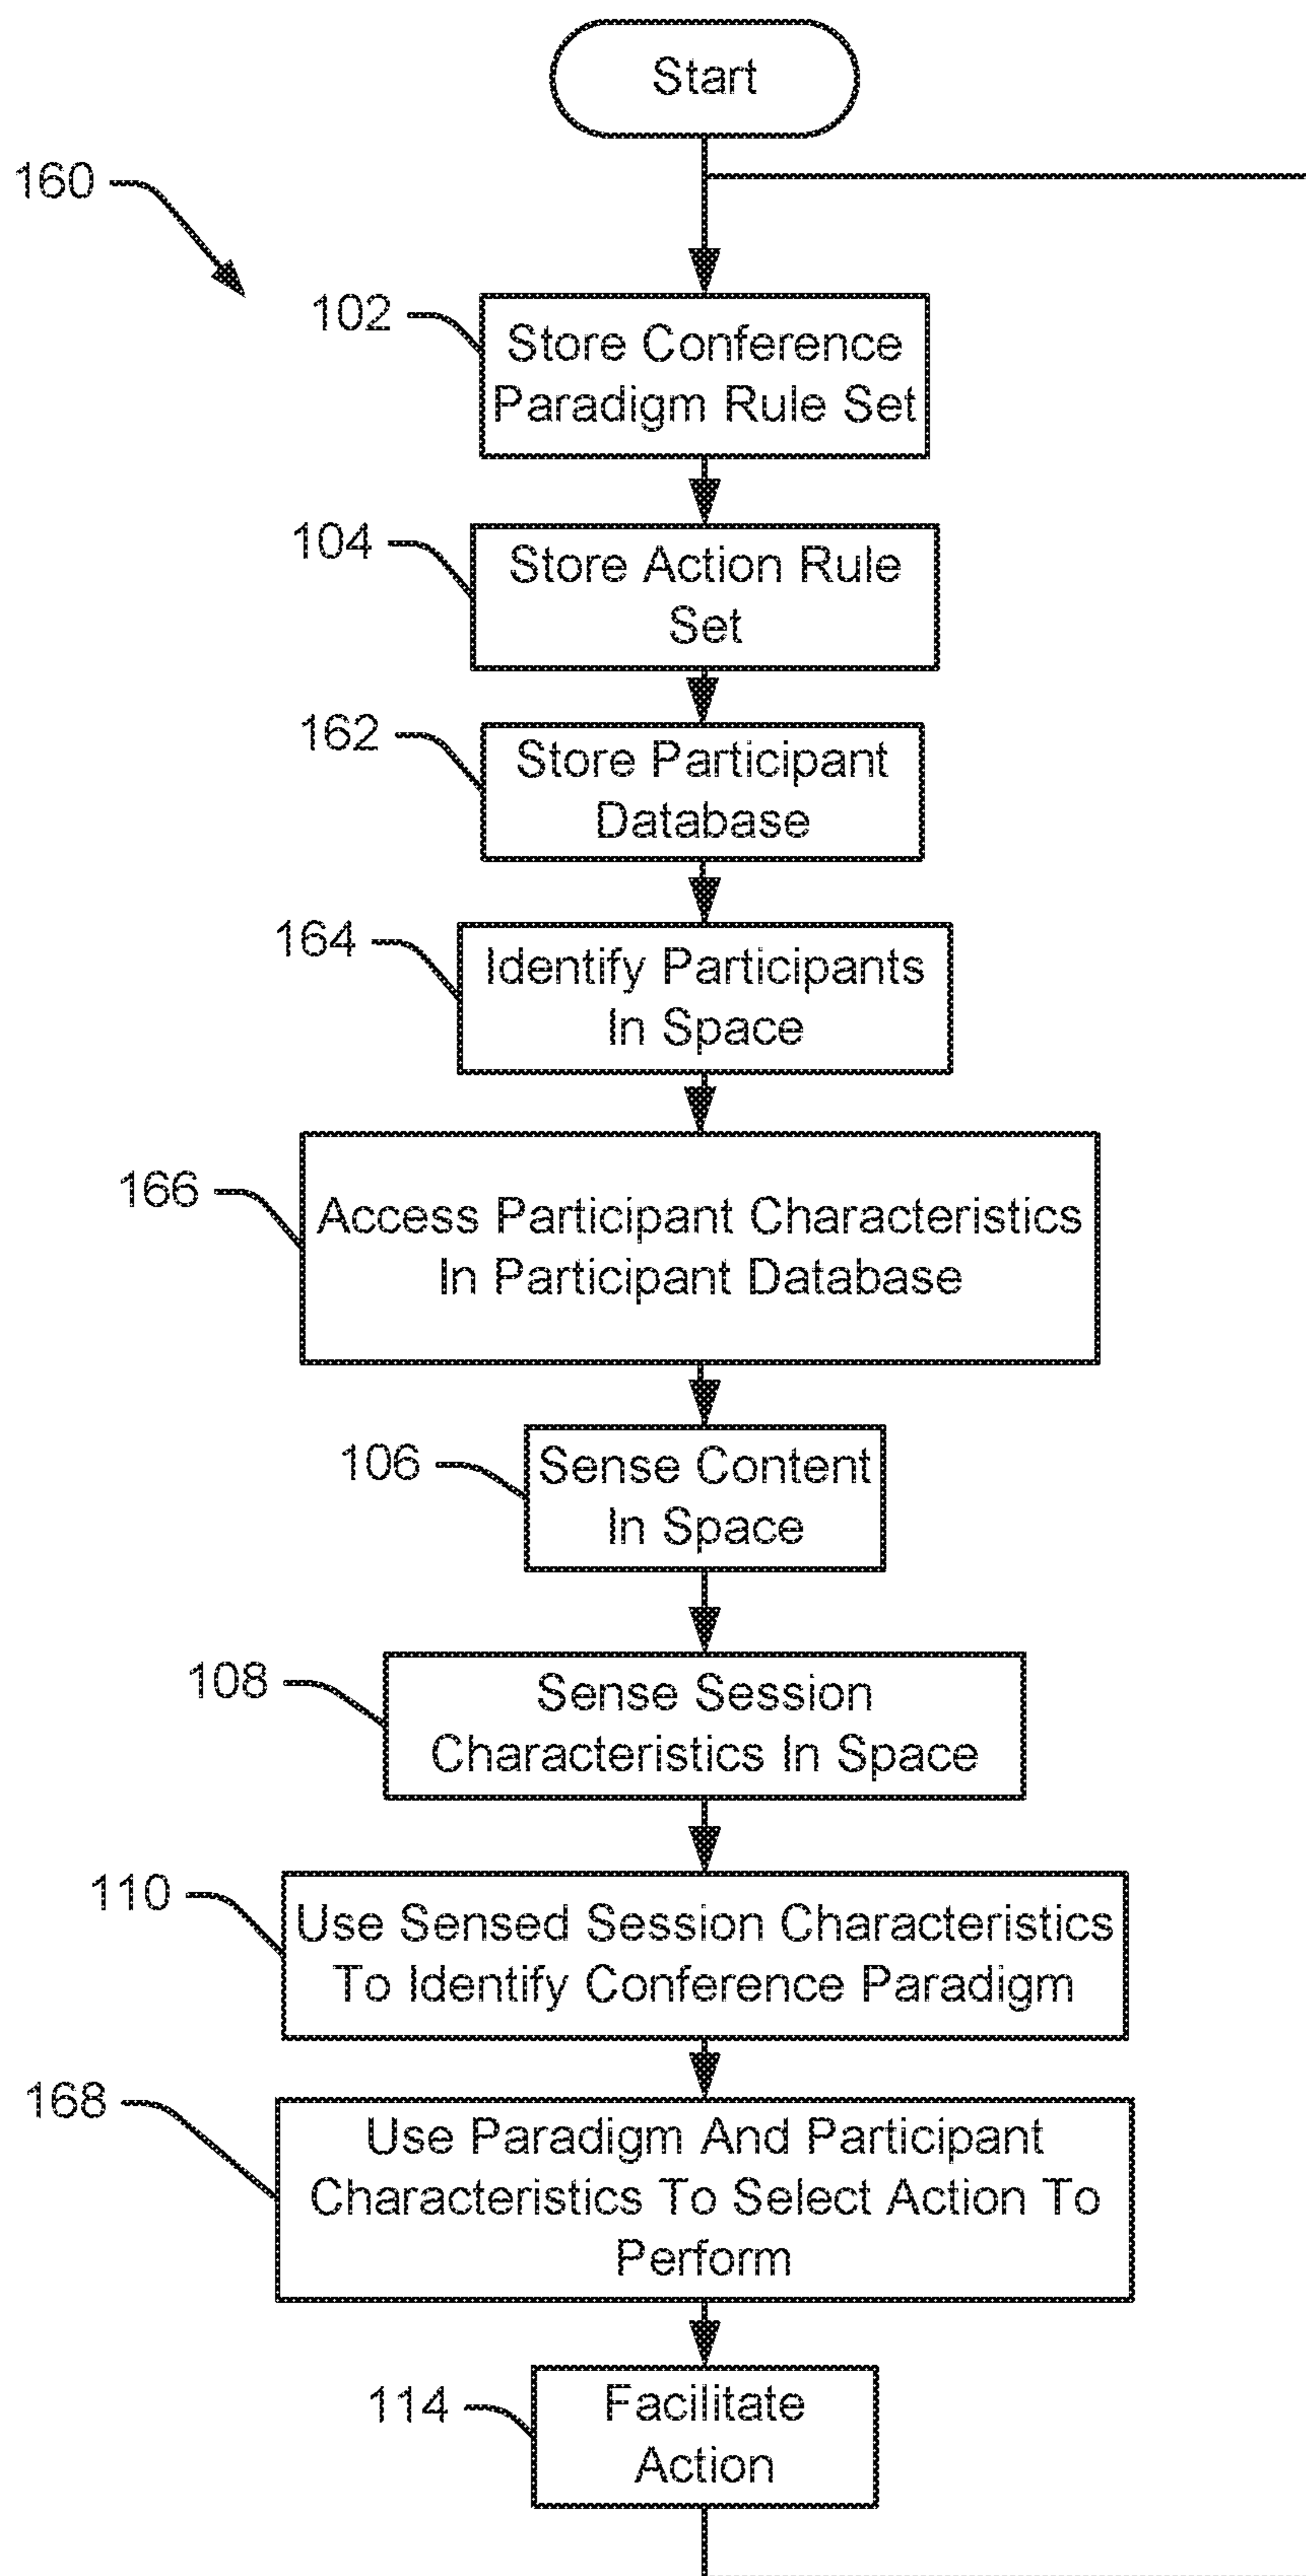 Start
160
102
Store Conference
Paradigm Rule Set
104
Store Action Rule
Set
162
Store Participant
Database
164
Identify Participants
In Space
166
Access Participant Characteristics
In Participant Database
106
Sense Content
In Space
108
Sense Session
Characteristics In Space
110
Use Sensed Session Characteristics
To Identify Conference Paradigm
168
Use Paradigm And Participant
Characteristics To Select Action To
Perform
114
Facilitate
Action